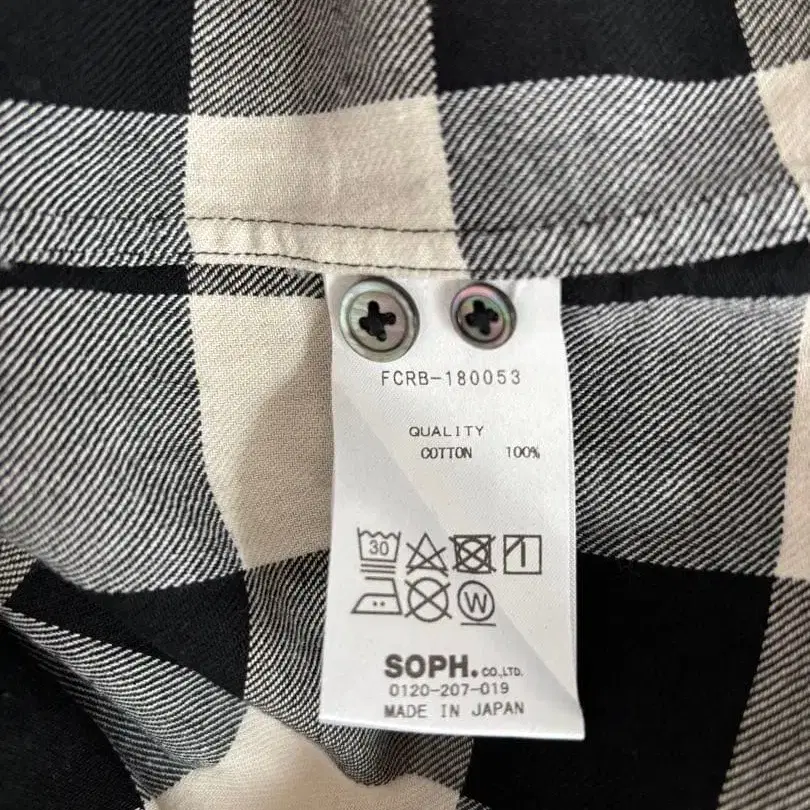 FCRB-180053
QUALITY
COTTON 100%
30
W
SOPH. CO.,LTD.
0120-207-019
MADE IN JAPAN